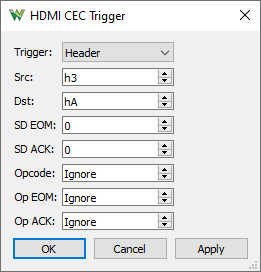 HDMI CEC Trigger
Trigger: Header
Src: h3
Dst: hA
SD EOM: 0
SD ACK: 0
Opcode: Ignore
Op EOM: Ignore
Op ACK: Ignore
OK Cancel Apply